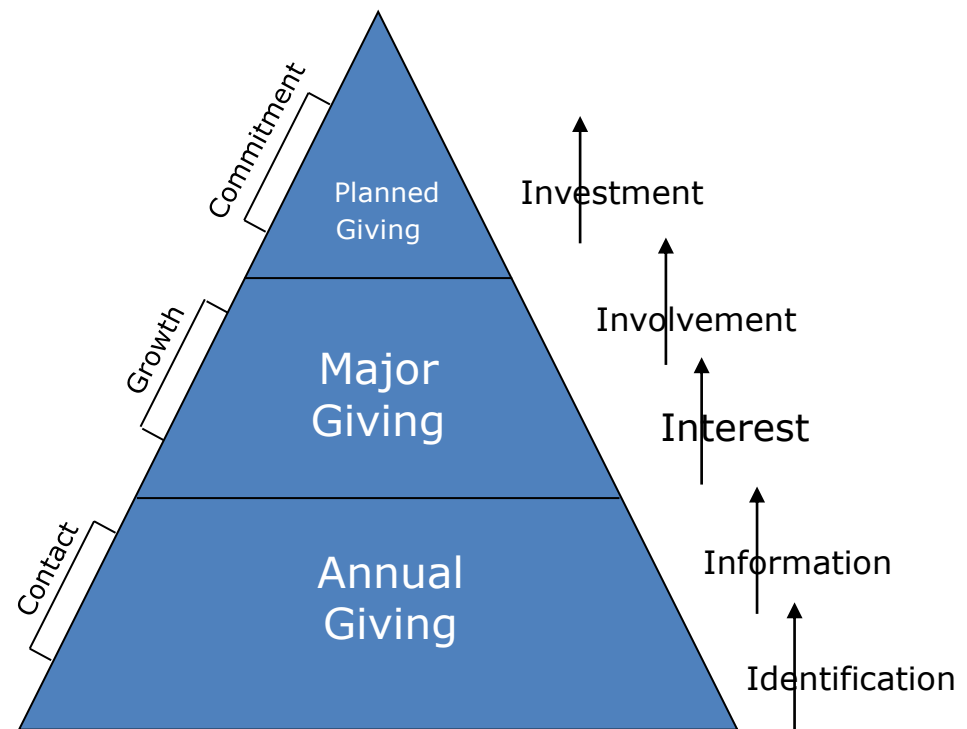 Commitment
Planned
Giving
Investment
Growth
Involvement
Major
Giving
Interest
Contact
Annual
Giving
Information
Identification